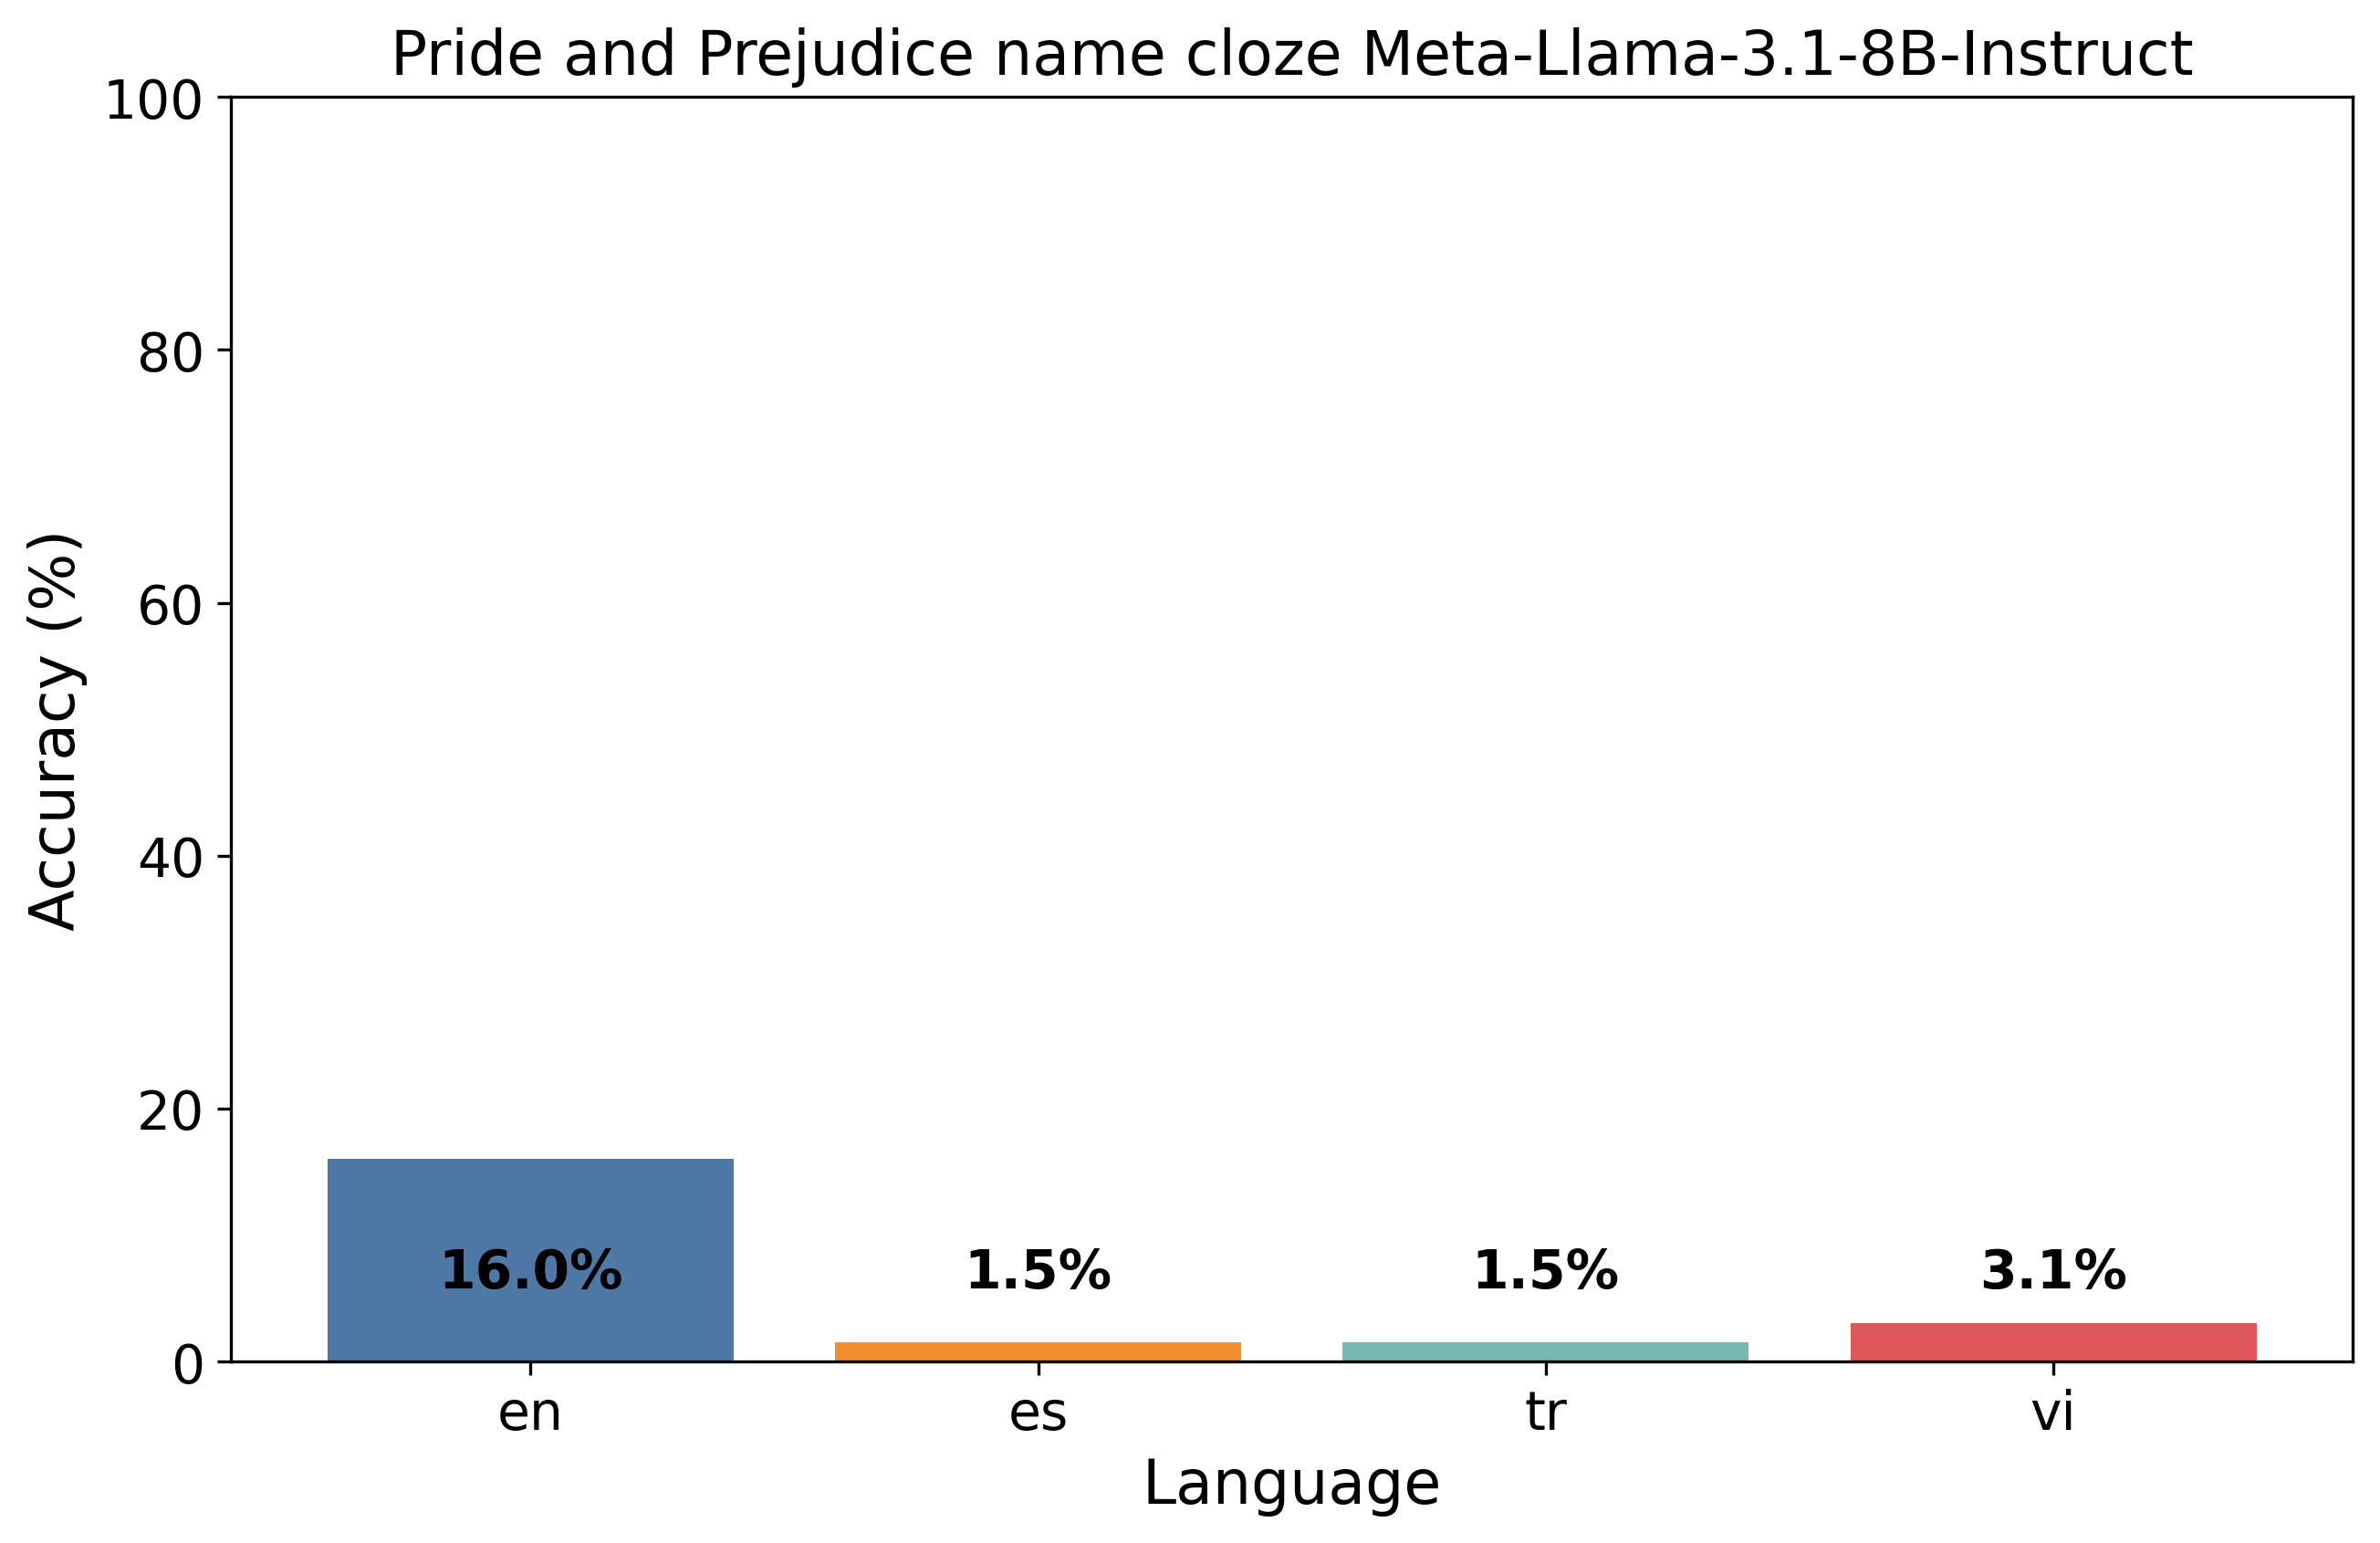 Pride and Prejudice name cloze Meta-Llama-3.1-8B-Instruct
100
80
60
40
20
0
Accuracy (%)
16.0%
1.5%
1.5%
3.1%
en
es
tr
vi
Language